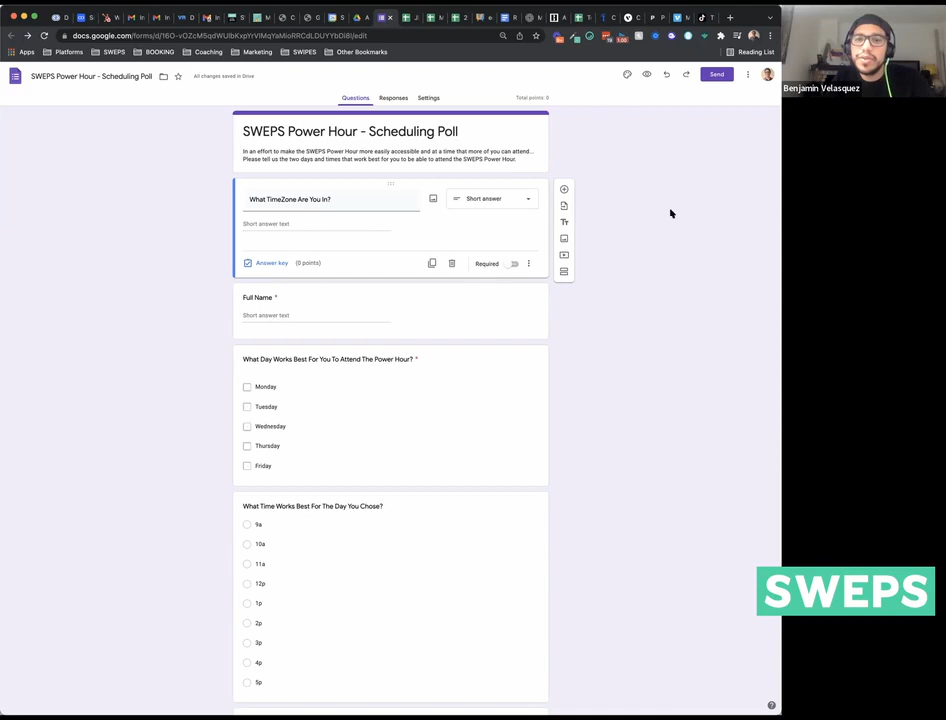 docs.google.com/forms/d/16O-vOZcM5qdWUlbKxpYrVIMqYaMioRRCdLDUYYbDi8I/edit
Apps Platforms SWEPS BOOKING Coaching Marketing SWIPES Other Bookmarks Reading List
SWEPS Power Hour - Scheduling Poll All changes saved in Drive Send
Benjamin Velasquez
Questions Responses Settings Total points: 0
SWEPS Power Hour - Scheduling Poll
In an effort to make the SWEPS Power Hour more easily accessible and at a time that more of you can attend...
Please tell us the two days and times that work best for you to be able to attend the SWEPS Power Hour.
What TimeZone Are You In? Short answer
Short answer text
Answer key (0 points) Required
Full Name *
Short answer text
What Day Works Best For You To Attend The Power Hour? *
Monday
Tuesday
Wednesday
Thursday
Friday
What Time Works Best For The Day You Chose?
9a
10a
11a
12p
1p
2p
3p
4p
5p
SWEPS